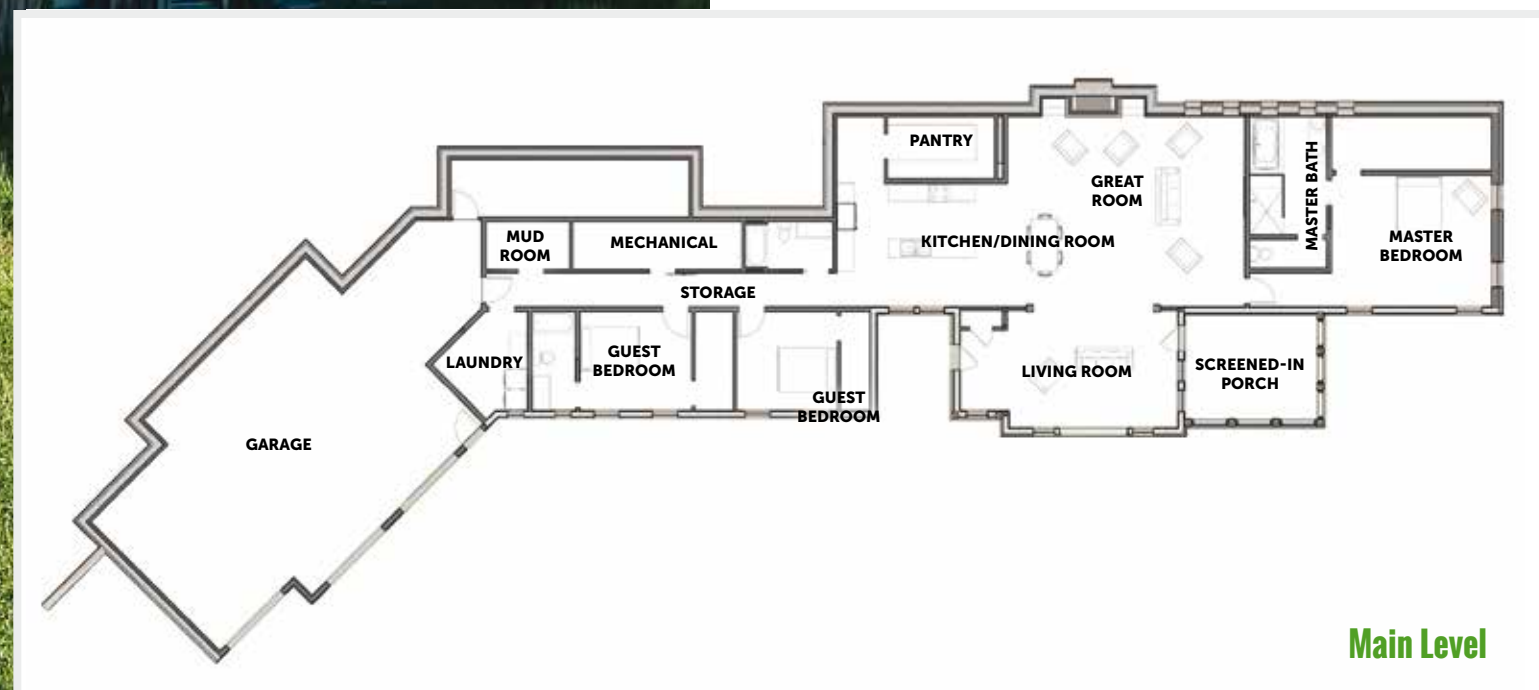 PANTRY
GREAT
ROOM
MASTER BATH
MUD
ROOM
MECHANICAL
KITCHEN/DINING ROOM
MASTER
BEDROOM
STORAGE
LAUNDRY
GUEST
BEDROOM
GUEST
BEDROOM
LIVING ROOM
SCREENED-IN
PORCH
GARAGE
Main Level